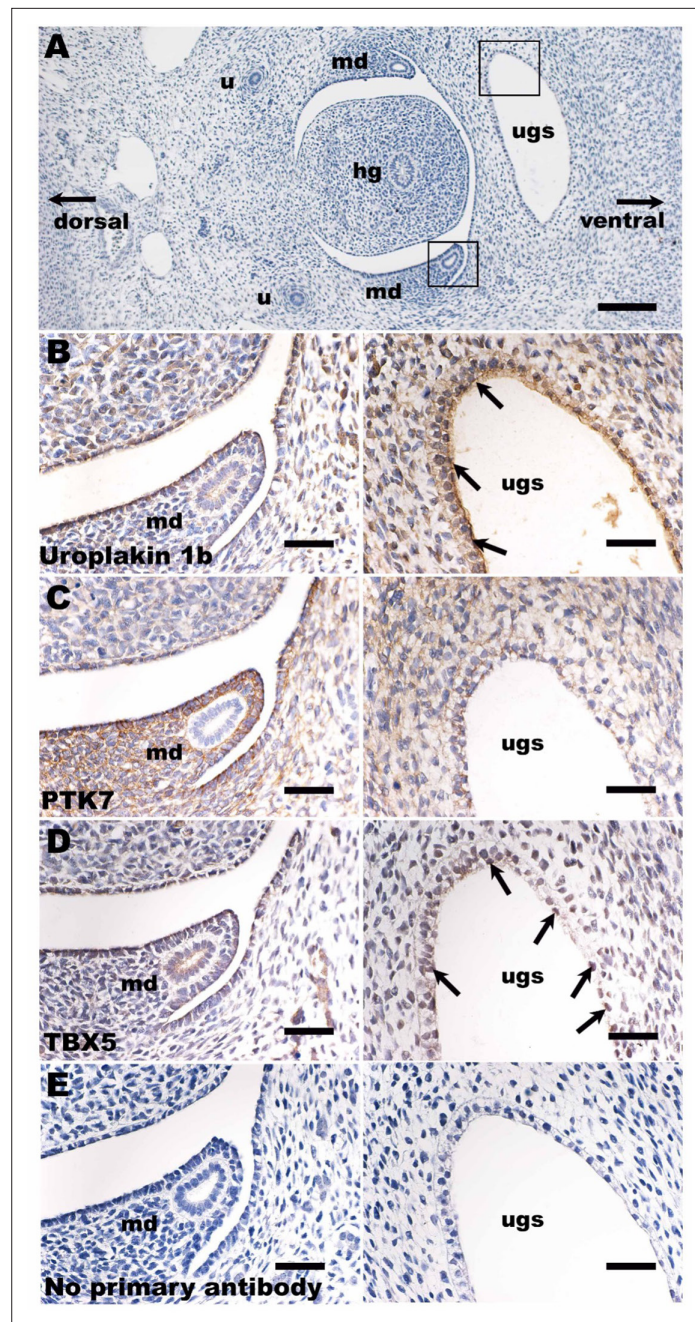 A
md
u
ugs
hg
dorsal
ventral
u
md
B
md
ugs
Uroplakin 1b
C
md
ugs
PTK7
D
md
ugs
TBX5
E
md
ugs
No primary antibody